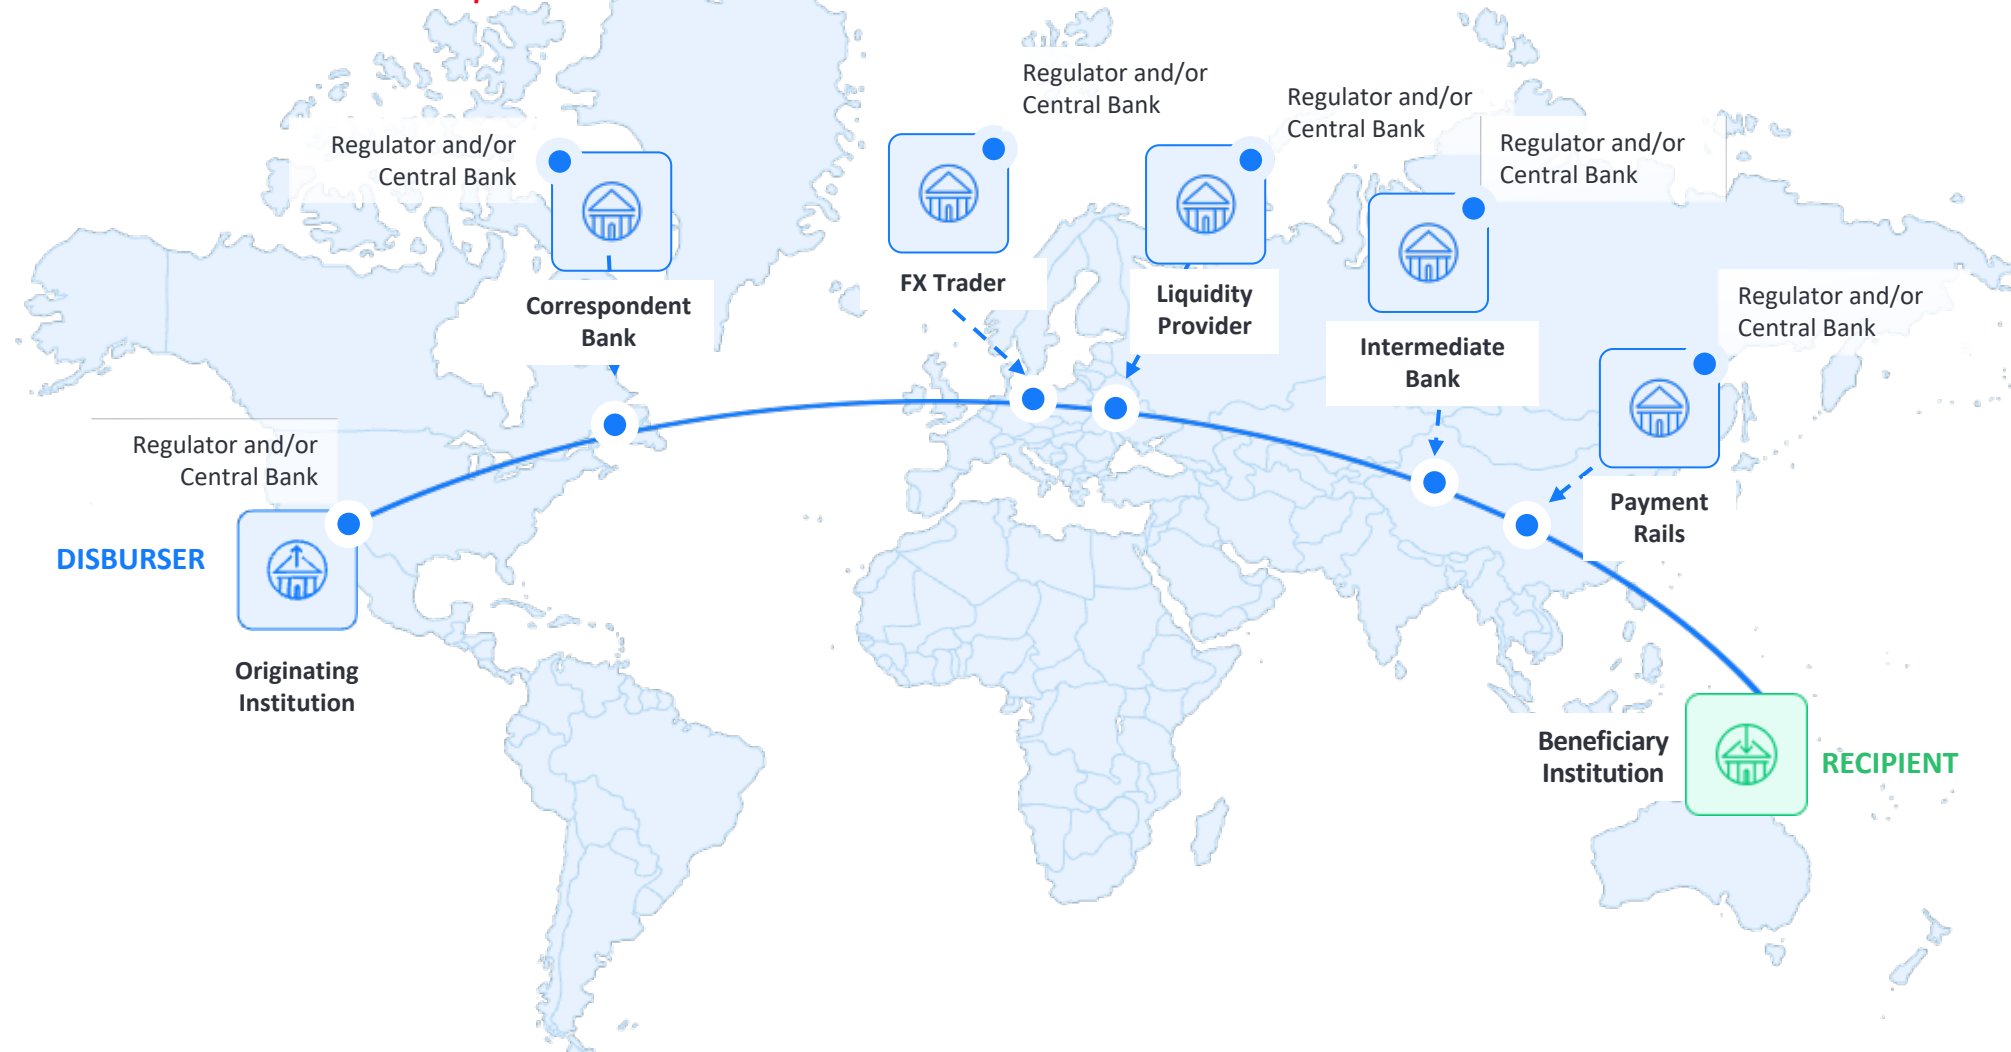 Regulator and/or
Central Bank
Regulator and/or
Central Bank
Regulator and/or
Central Bank
Regulator and/or
Central Bank
FX Trader
Liquidity
Provider
Correspondent
Bank
Regulator and/or
Central Bank
Intermediate
Bank
Regulator and/or
Central Bank
Payment
Rails
DISBURSER
Originating
Institution
Beneficiary
Institution
RECIPIENT